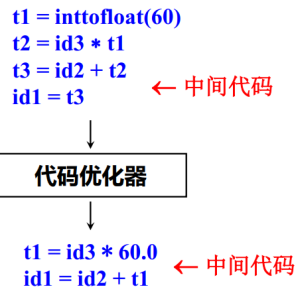 t1 = inttofloat(60)
t2 = id3 * t1
t3 = id2 + t2
id1 = t3
← 中间代码
代码优化器
t1 = id3 * 60.0
id1 = id2 + t1
← 中间代码